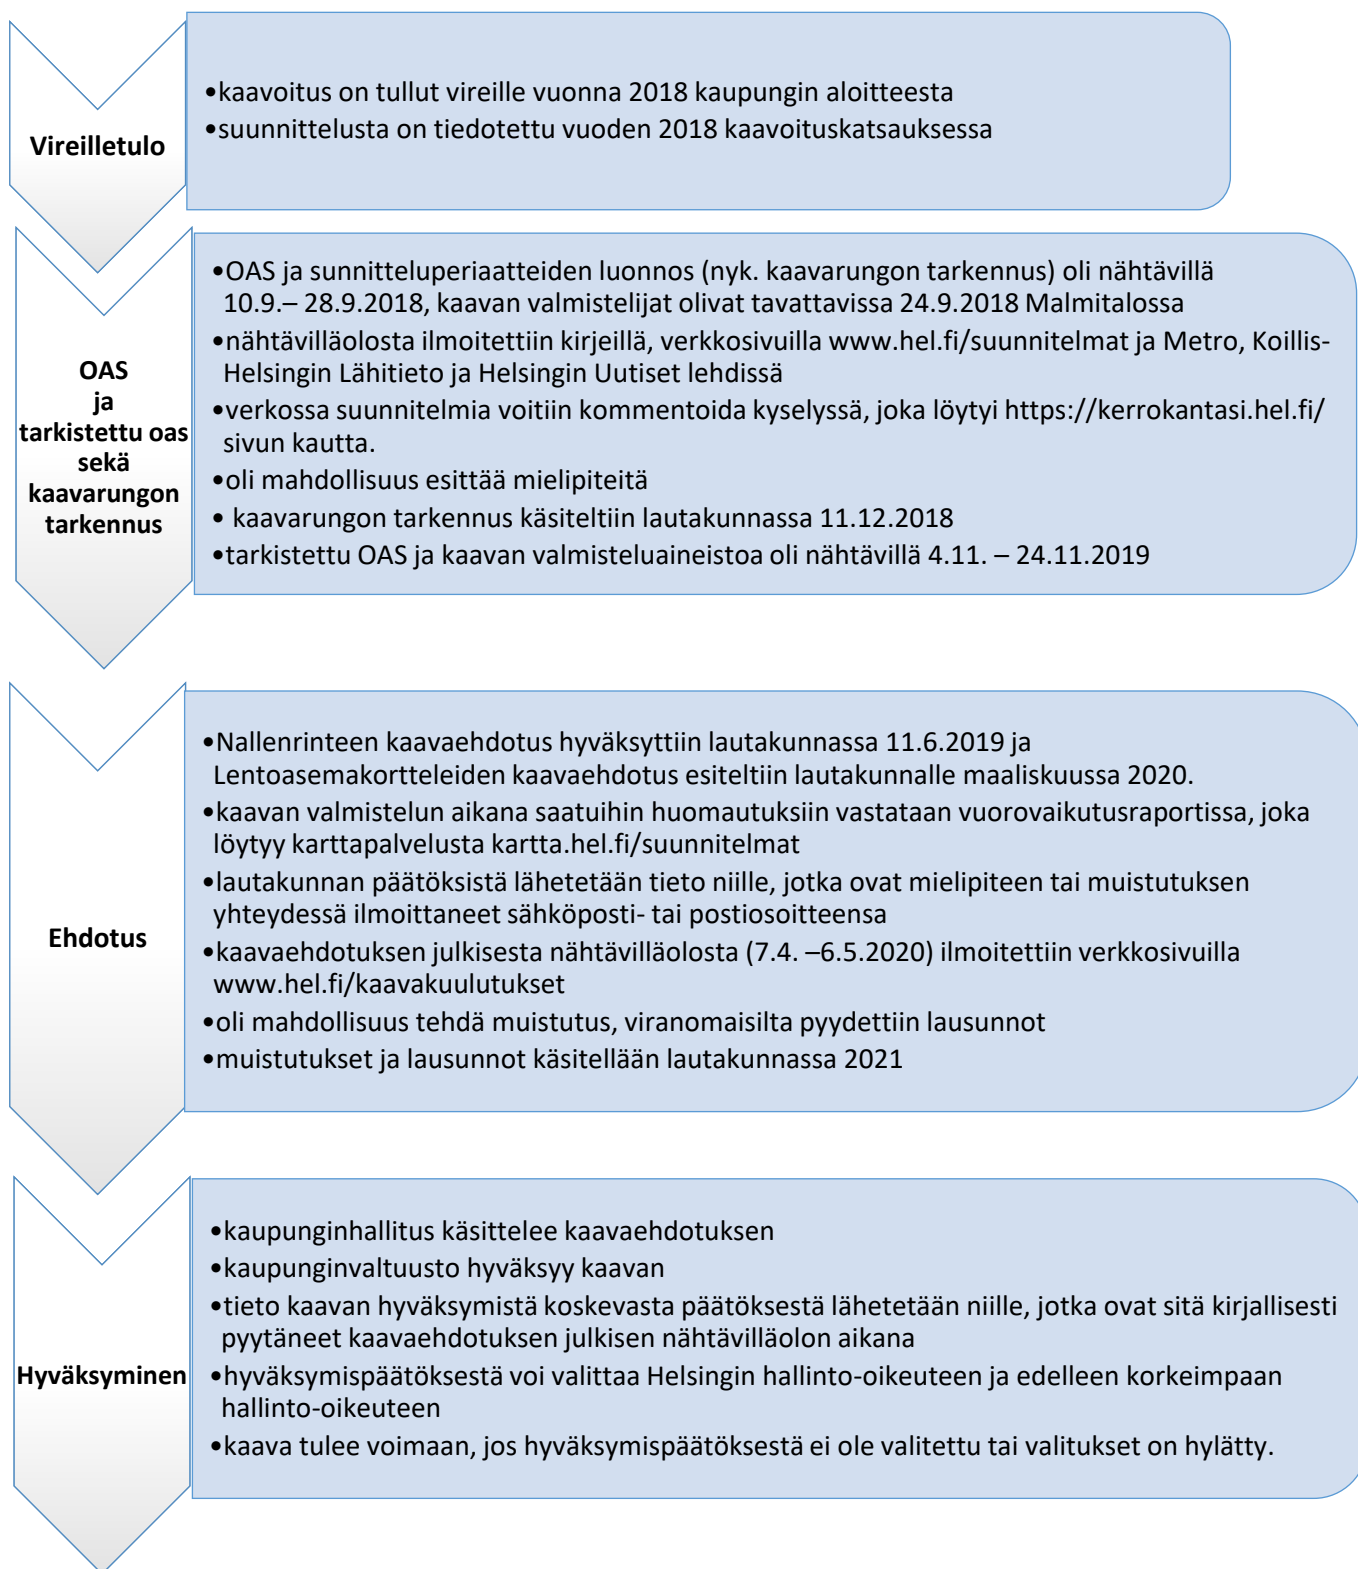 Vireilletulo
•kaavoitus on tullut vireille vuonna 2018 kaupungin aloitteesta
•suunnittelusta on tiedotettu vuoden 2018 kaavoituskatsauksessa
OAS
ja
tarkistettu oas
sekä
kaavarungon
tarkennus
•OAS ja sunnitteluperiaatteiden luonnos (nyk. kaavarungon tarkennus) oli nähtävillä
10.9.– 28.9.2018, kaavan valmistelijat olivat tavattavissa 24.9.2018 Malmitalossa
•nähtävilläolosta ilmoitettiin kirjeillä, verkkosivuilla www.hel.fi/suunnitelmat ja Metro, Koillis-
Helsingin Lähitieto ja Helsingin Uutiset lehdissä
•verkossa suunnitelmia voitiin kommentoida kyselyssä, joka löytyi https://kerrokantasi.hel.fi/
sivun kautta.
•oli mahdollisuus esittää mielipiteitä
• kaavarungon tarkennus käsiteltiin lautakunnassa 11.12.2018
•tarkistettu OAS ja kaavan valmisteluaineistoa oli nähtävillä 4.11. – 24.11.2019
Ehdotus
•Nallenrinteen kaavaehdotus hyväksyttiin lautakunnassa 11.6.2019 ja
Lentoasemakortteleiden kaavaehdotus esiteltiin lautakunnalle maaliskuussa 2020.
•kaavan valmistelun aikana saatuihin huomautuksiin vastataan vuorovaikutusraportissa, joka
löytyy karttapalvelusta kartta.hel.fi/suunnitelmat
•lautakunnan päätöksistä lähetetään tieto niille, jotka ovat mielipiteen tai muistutuksen
yhteydessä ilmoittaneet sähköposti- tai postiosoitteensa
•kaavaehdotuksen julkisesta nähtävilläolosta (7.4. –6.5.2020) ilmoitettiin verkkosivuilla
www.hel.fi/kaavakuulutukset
•oli mahdollisuus tehdä muistutus, viranomaisilta pyydettiin lausunnot
•muistutukset ja lausunnot käsitellään lautakunnassa 2021
Hyväksyminen
•kaupunginhallitus käsittelee kaavaehdotuksen
•kaupunginvaltuusto hyväksyy kaavan
•tieto kaavan hyväksymistä koskevasta päätöksestä lähetetään niille, jotka ovat sitä kirjallisesti
pyytäneet kaavaehdotuksen julkisen nähtävilläolon aikana
•hyväksymispäätöksestä voi valittaa Helsingin hallinto-oikeuteen ja edelleen korkeimpaan
hallinto-oikeuteen
•kaava tulee voimaan, jos hyväksymispäätöksestä ei ole valitettu tai valitukset on hylätty.